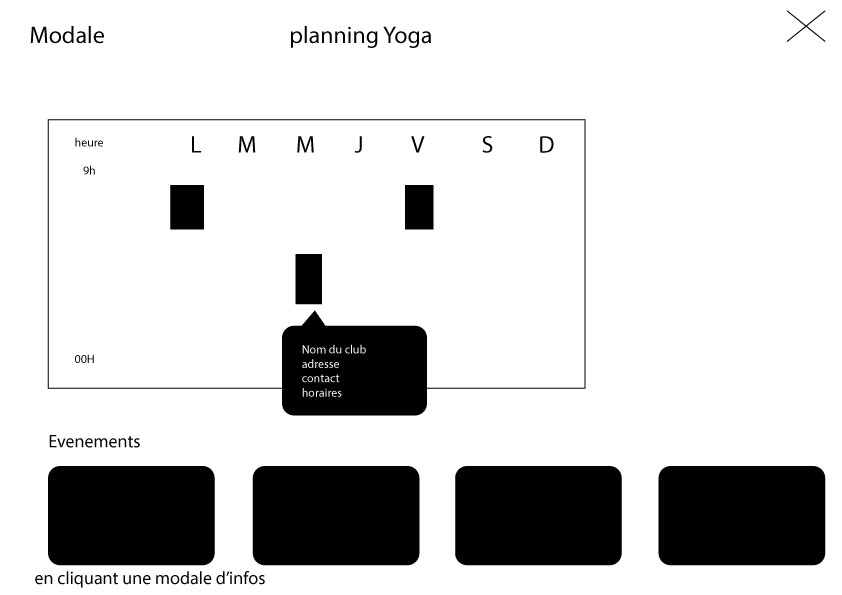 Modale
planning Yoga
heure
L M M J V S D
9h
00H
Nom du club
adresse
contact
horaires
Evenements
en cliquant une modale d'infos